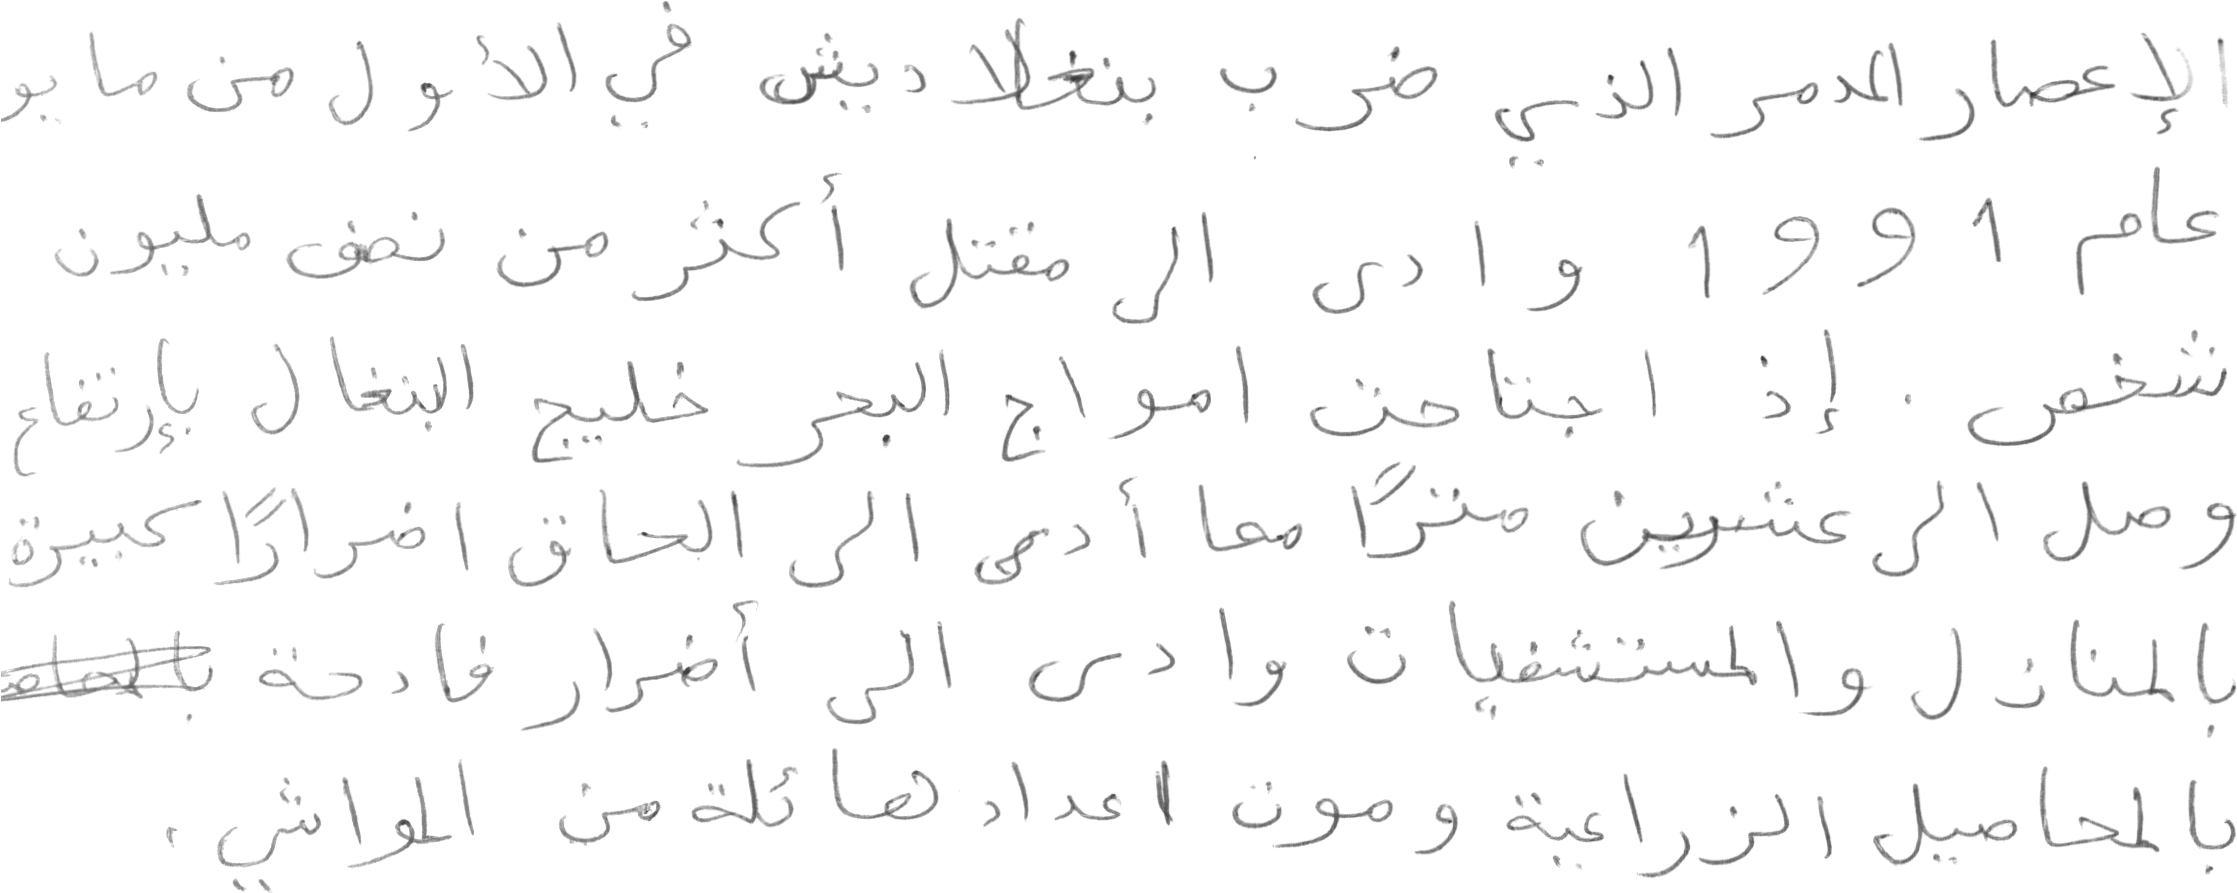 الإعصار المدمر الذي ضرب بنغلاديش في الأول من مايو
عام 1991 وادى الى مقتل أكثر من نصف مليون
شخص . إذ اجتاحت امواج البحر خليج البنغال بإرتفاع
وصل الى عشرين مترًا مما أدى الى الحاق اضرارًا كبيرة
بالمنازل والمستشفيات وادى الى أضرار فادحة
بالمحاصيل الزراعية وموت اعداد هائلة من المواشي .